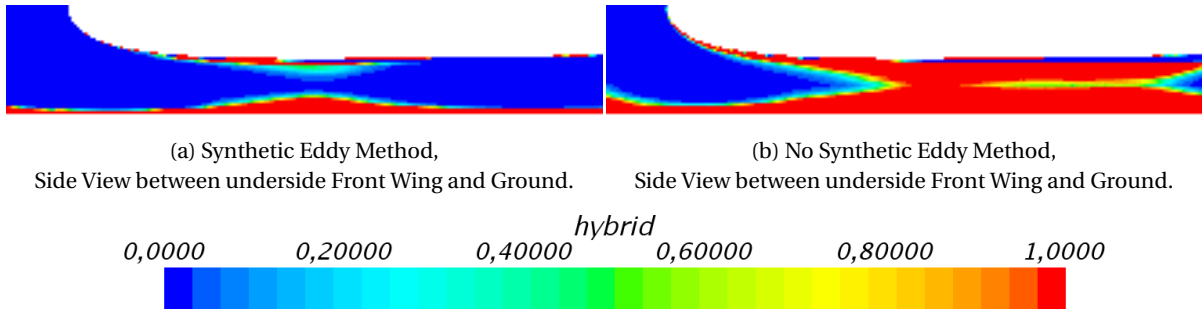 (a) Synthetic Eddy Method,
Side View between underside Front Wing and Ground.
(b) No Synthetic Eddy Method,
Side View between underside Front Wing and Ground.
hybrid
0,0000 0,20000 0,40000 0,60000 0,80000 1,0000